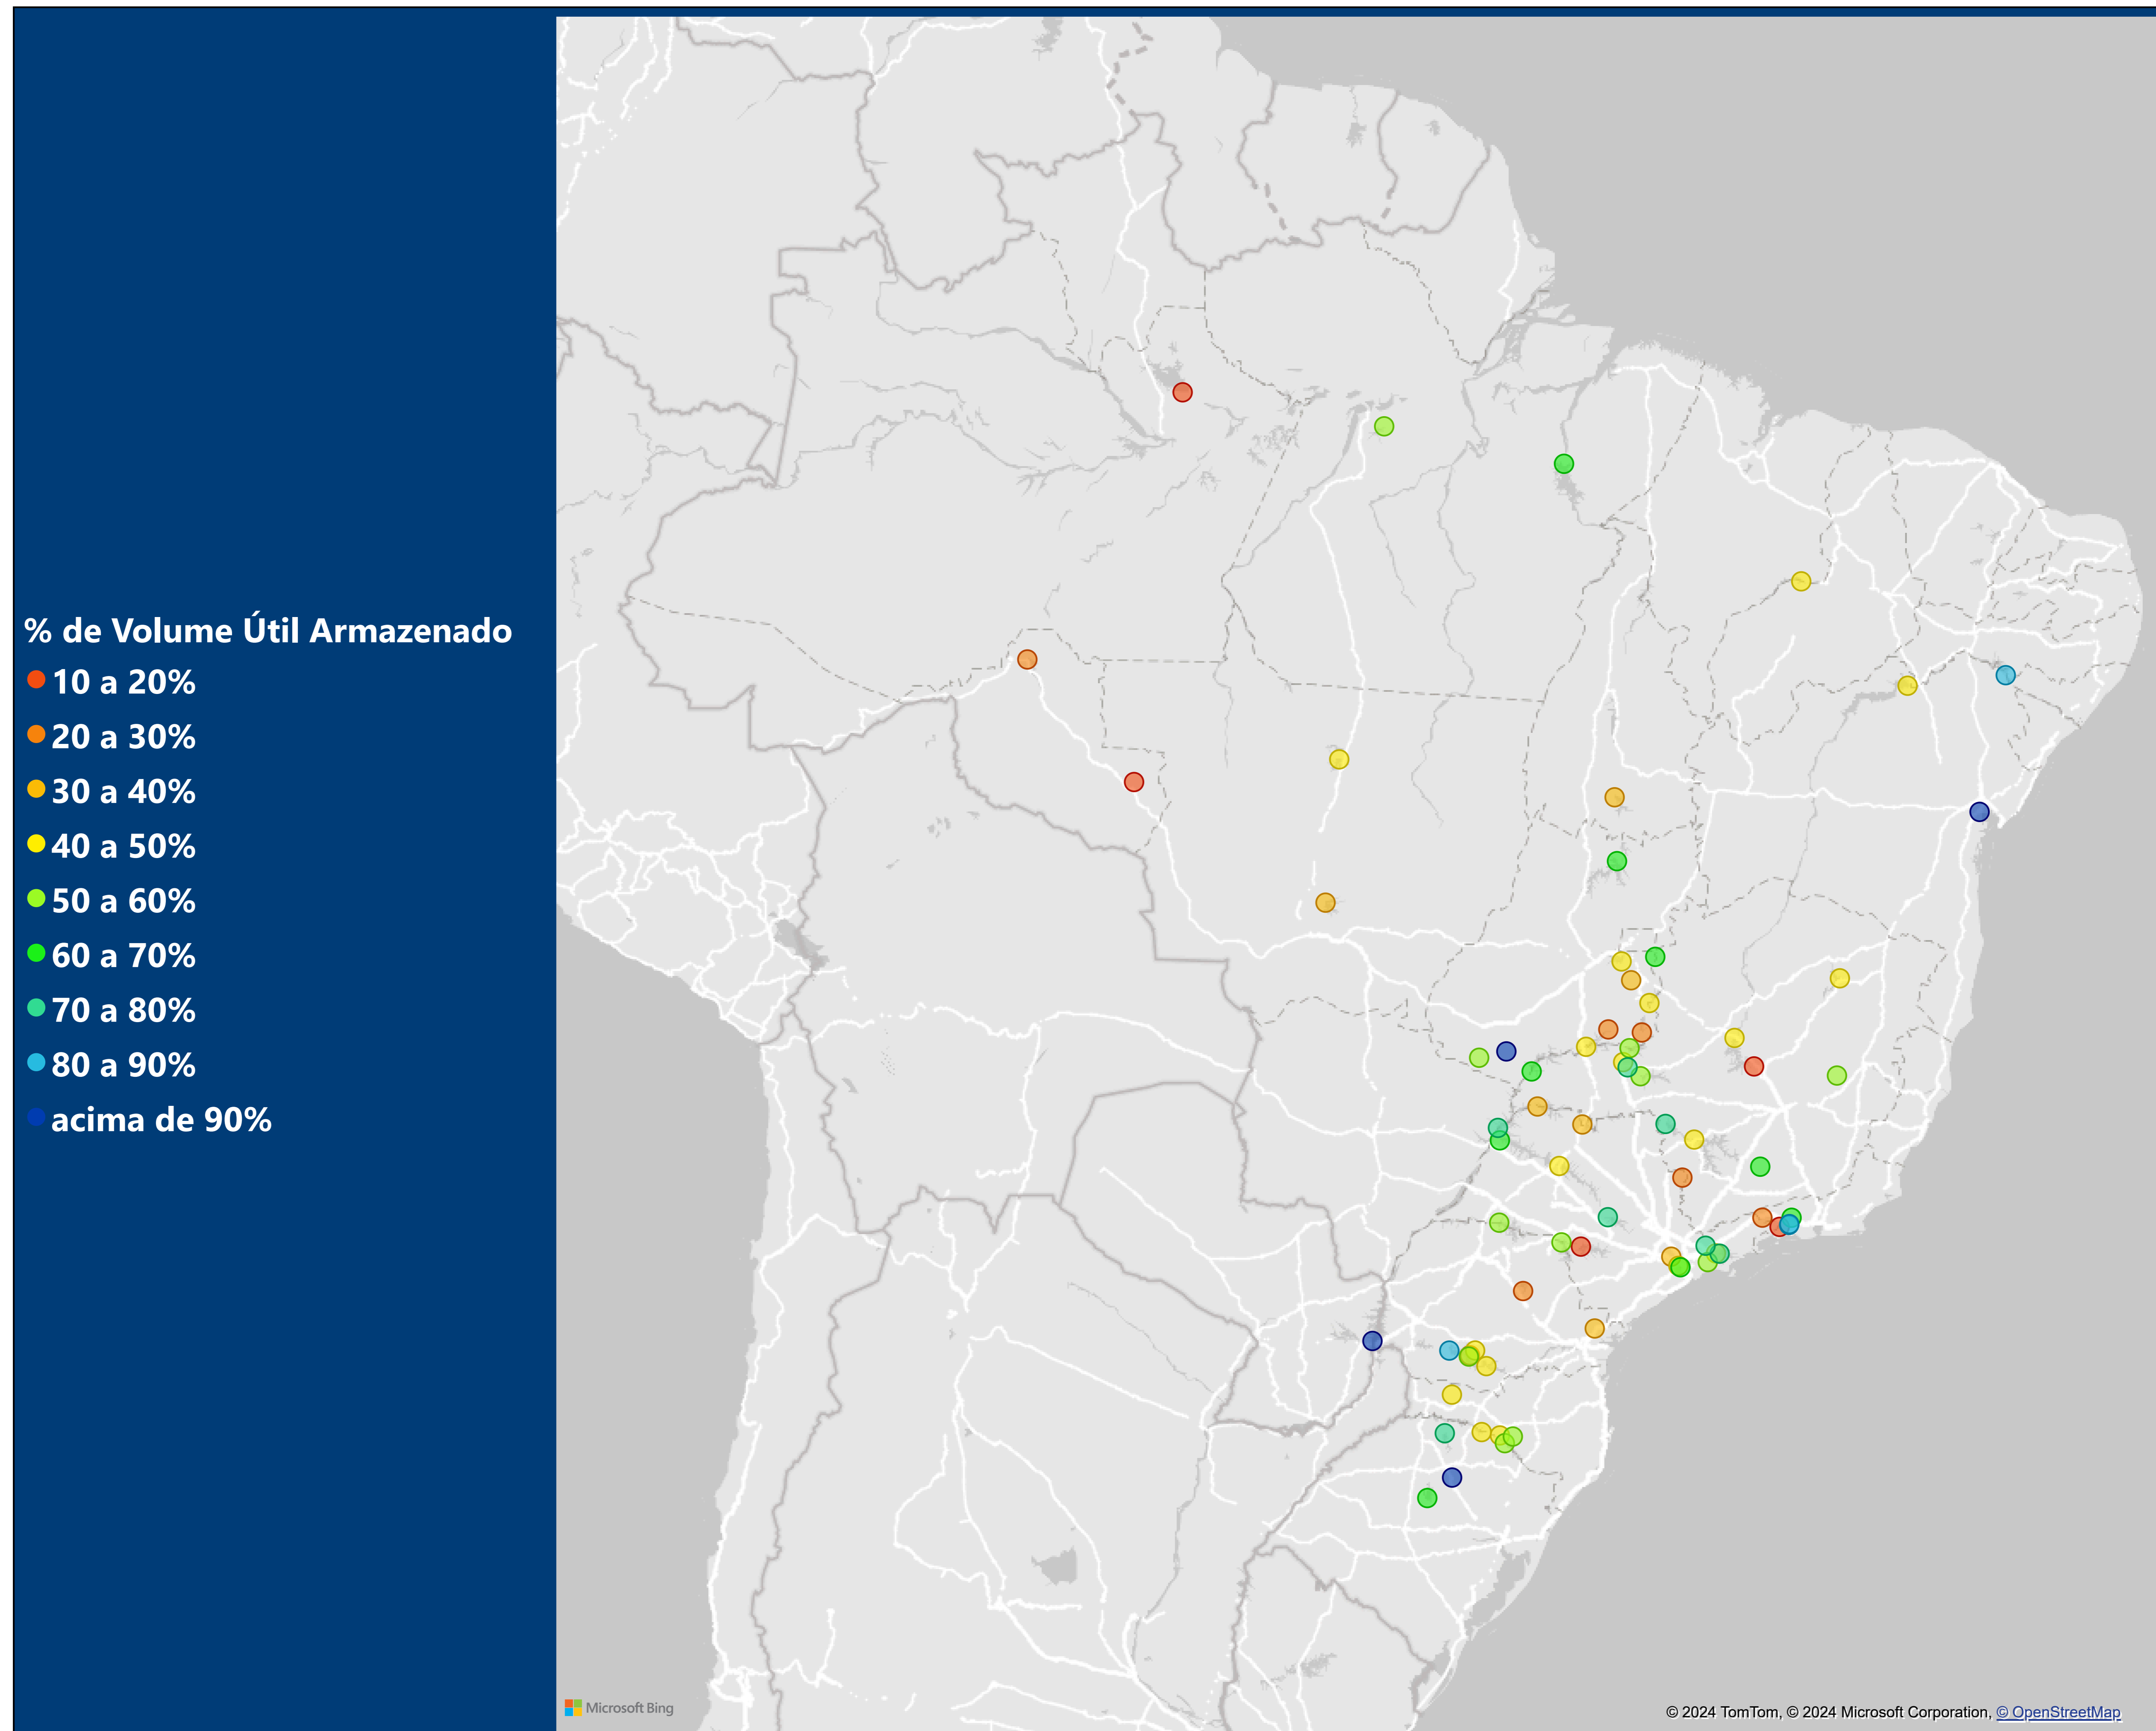 % de Volume Útil Armazenado
10 a 20%
20 a 30%
30 a 40%
40 a 50%
50 a 60%
60 a 70%
70 a 80%
80 a 90%
acima de 90%
Microsoft Bing
© 2024 TomTom, © 2024 Microsoft Corporation, © OpenStreetMap